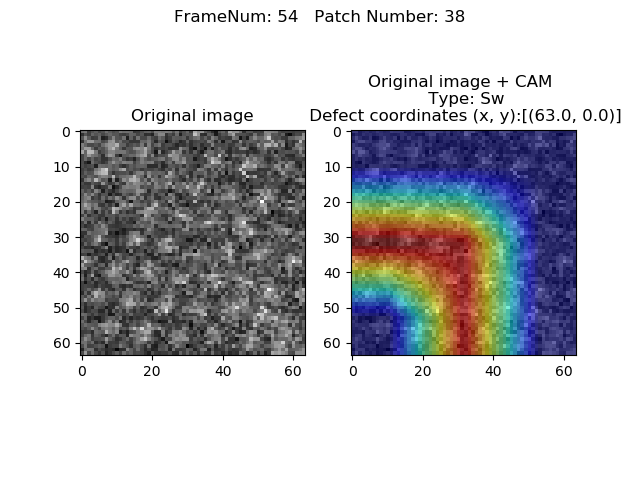 FrameNum: 54   Patch Number: 38
Original image
0
10
20
30
40
50
60
0 20 40 60
Original image + CAM
Type: Sw
Defect coordinates (x, y):[(63.0, 0.0)]
0
10
20
30
40
50
60
0 20 40 60